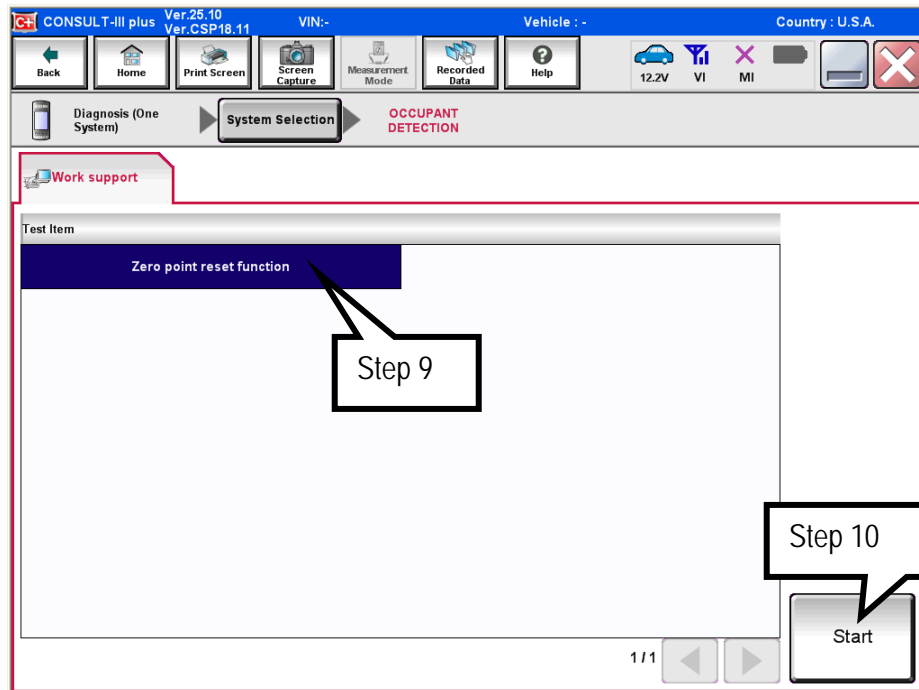 C+ CONSULT-III plus Ver.25.10 VIN:- Vehicle : - Country : U.S.A.
Ver.CSP18.11
Back Home Print Screen Screen Capture Measurement Mode Recorded Data Help 12.2V VI MI
Diagnosis (One System) System Selection OCCUPANT DETECTION
Work support
Test Item
Zero point reset function
Step 9
Step 10
Start
1/1